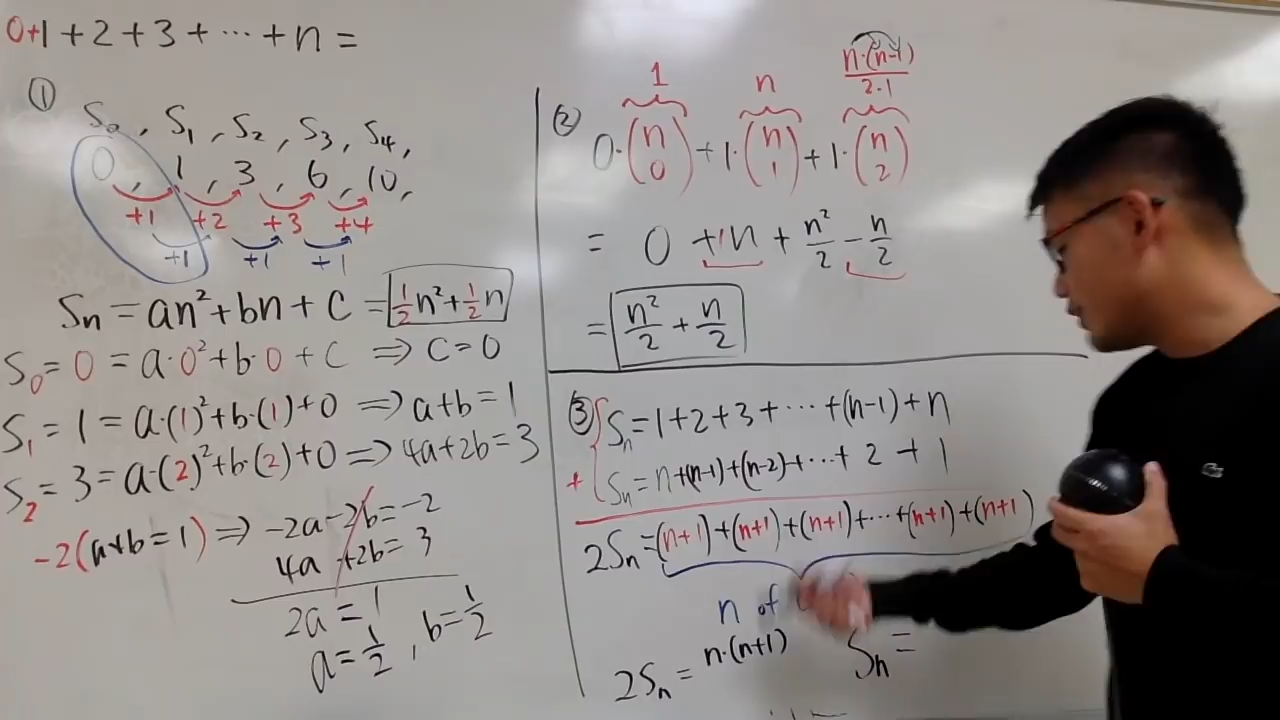 0+1+2+3+⋯+n=
①
S₀, S₁, S₂, S₃, S₄,
0, 1, 3, 6, 10,
+1 +2 +3 +4
+1 +1 +1
Sn = an²+bn+C = 1/2 n²+1/2 n
S₀ = 0 = a·0²+b·0+C ⇒ C=0
S₁ = 1 = a·(1)²+b·(1)+0 ⇒ a+b=1
S₂ = 3 = a·(2)²+b·(2)+0 ⇒ 4a+2b=3
-2(a+b=1) ⇒ -2a-2b=-2
4a+2b=3
2a=1
a=1/2, b=1/2
②
1 n n·(n-1)/2·1
0·(n 0)+1·(n 1)+1·(n 2)
= 0 +1n + n²/2 - n/2
= n²/2 + n/2
③ Sn=1+2+3+⋯+(n-1)+n
+ Sn=n+(n-1)+(n-2)+⋯+2+1
2Sn=(n+1)+(n+1)+(n+1)+⋯+(n+1)+(n+1)
n of
2Sn = n·(n+1) Sn =